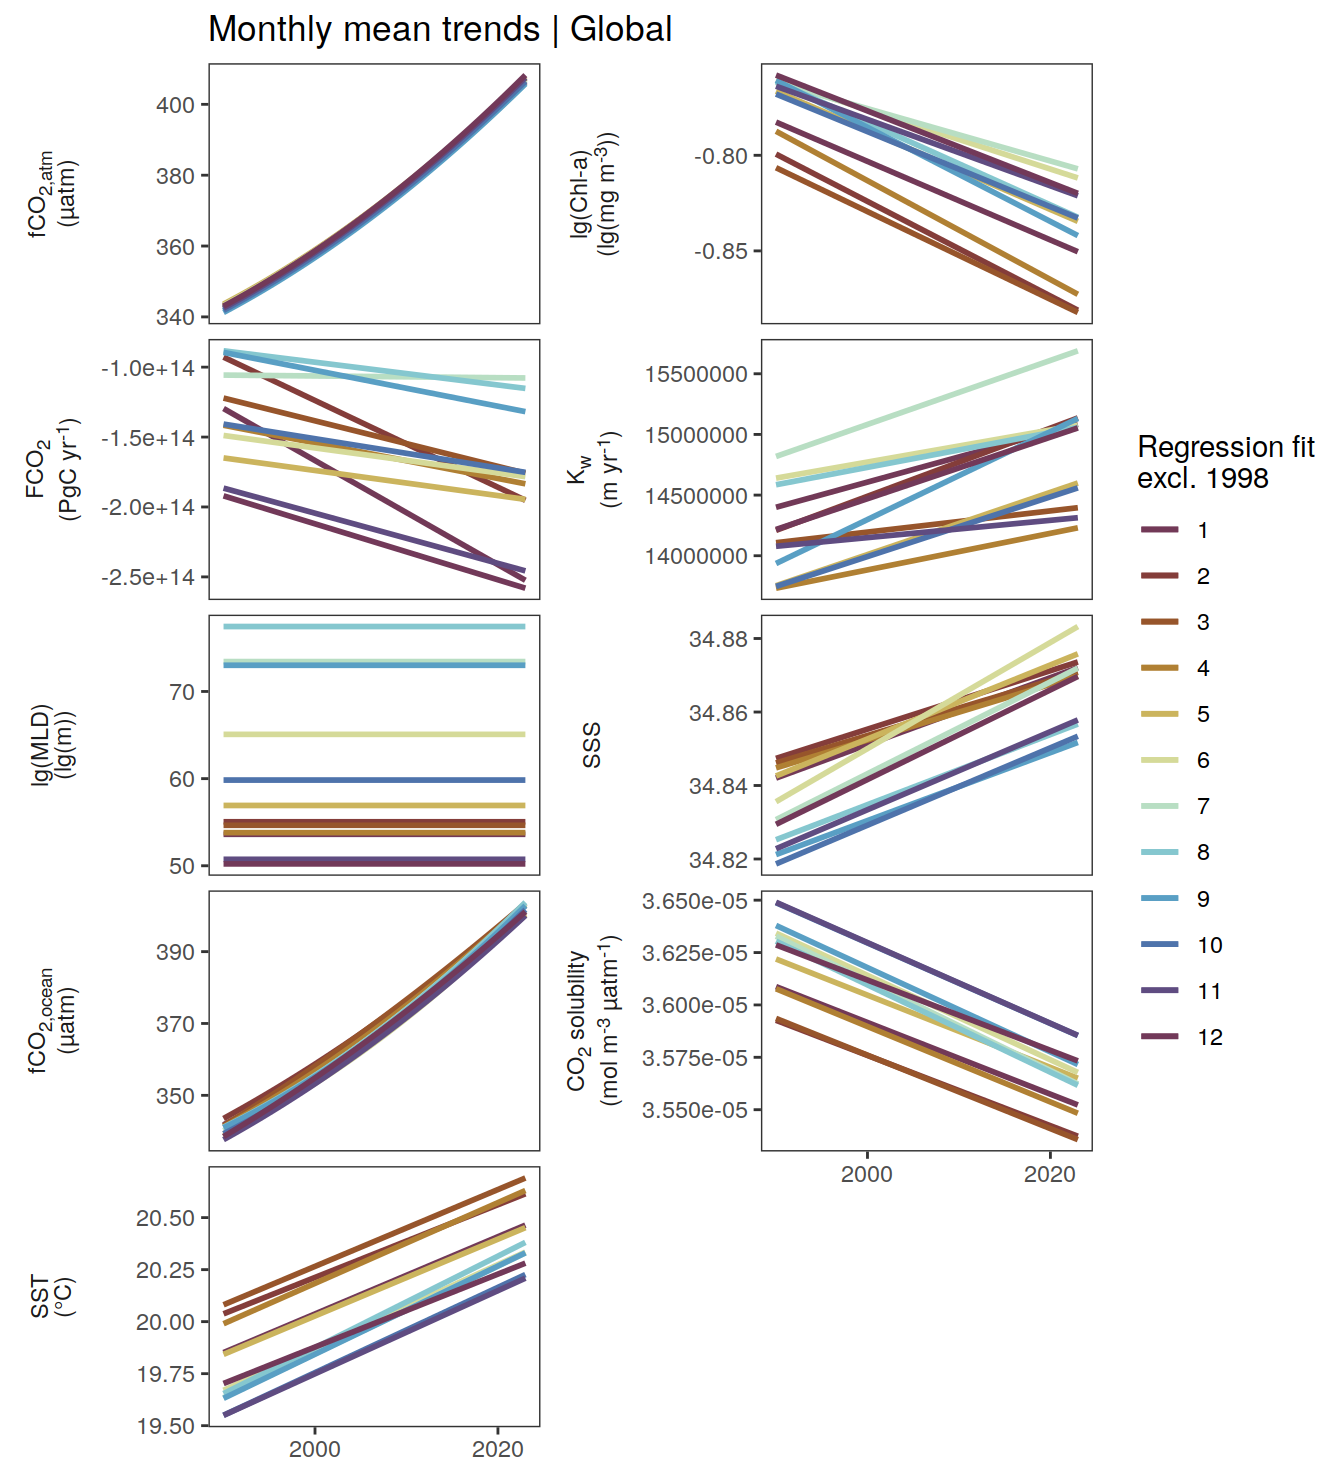 Monthly mean trends | Global
fCO2,atm
(µatm)
400
380
360
340
lg(Chl-a)
(lg(mg m-3))
-0.80
-0.85
FCO2
(PgC yr-1)
-1.0e+14
-1.5e+14
-2.0e+14
-2.5e+14
Kw
(m yr-1)
15500000
15000000
14500000
14000000
lg(MLD)
(lg(m))
70
60
50
SSS
34.88
34.86
34.84
34.82
fCO2,ocean
(µatm)
390
370
350
CO2 solubility
(mol m-3 µatm-1)
3.650e-05
3.625e-05
3.600e-05
3.575e-05
3.550e-05
2000
2020
SST
(°C)
20.50
20.25
20.00
19.75
19.50
2000
2020
Regression fit
excl. 1998
1
2
3
4
5
6
7
8
9
10
11
12